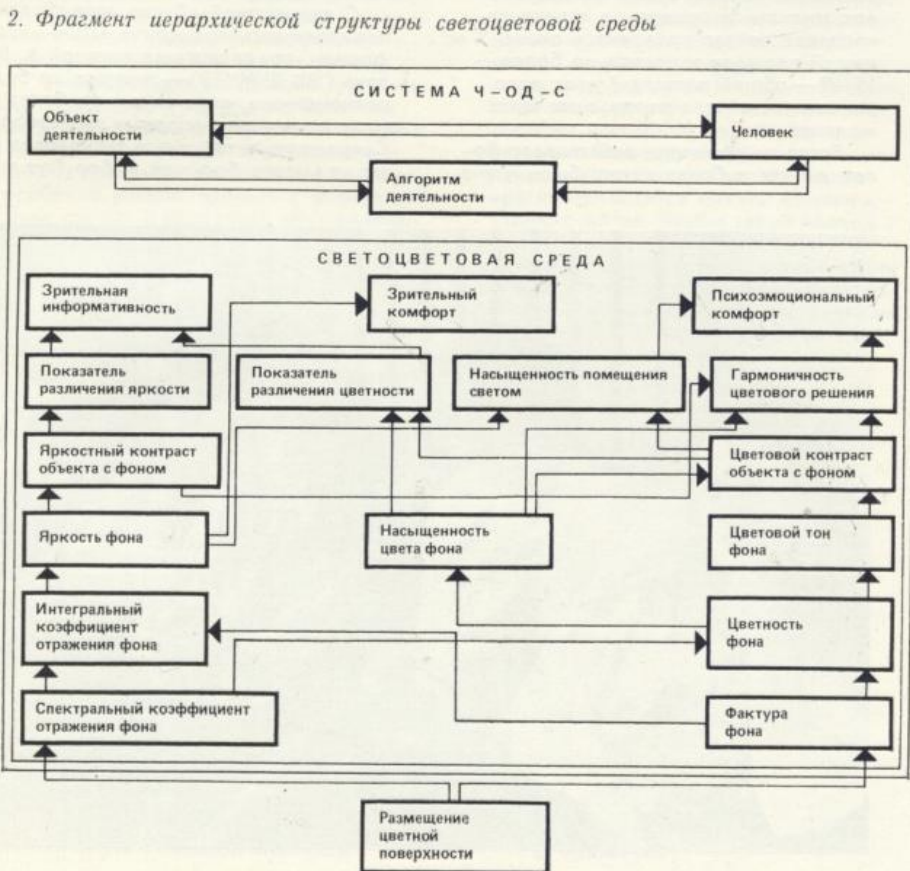 2. Фрагмент иерархической структуры светоцветовой среды
СИСТЕМА Ч–ОД–С
Объект
деятельности
Человек
Алгоритм
деятельности
СВЕТОЦВЕТОВАЯ СРЕДА
Зрительная
информативность
Зрительный
комфорт
Психоэмоциональный
комфорт
Показатель
различения яркости
Показатель
различения цветности
Насыщенность помещения
светом
Гармоничность
цветового решения
Яркостный контраст
объекта с фоном
Цветовой контраст
объекта с фоном
Яркость фона
Насыщенность
цвета фона
Цветовой тон
фона
Интегральный
коэффициент
отражения фона
Цветность
фона
Спектральный коэффициент
отражения фона
Фактура
фона
Размещение
цветной
поверхности